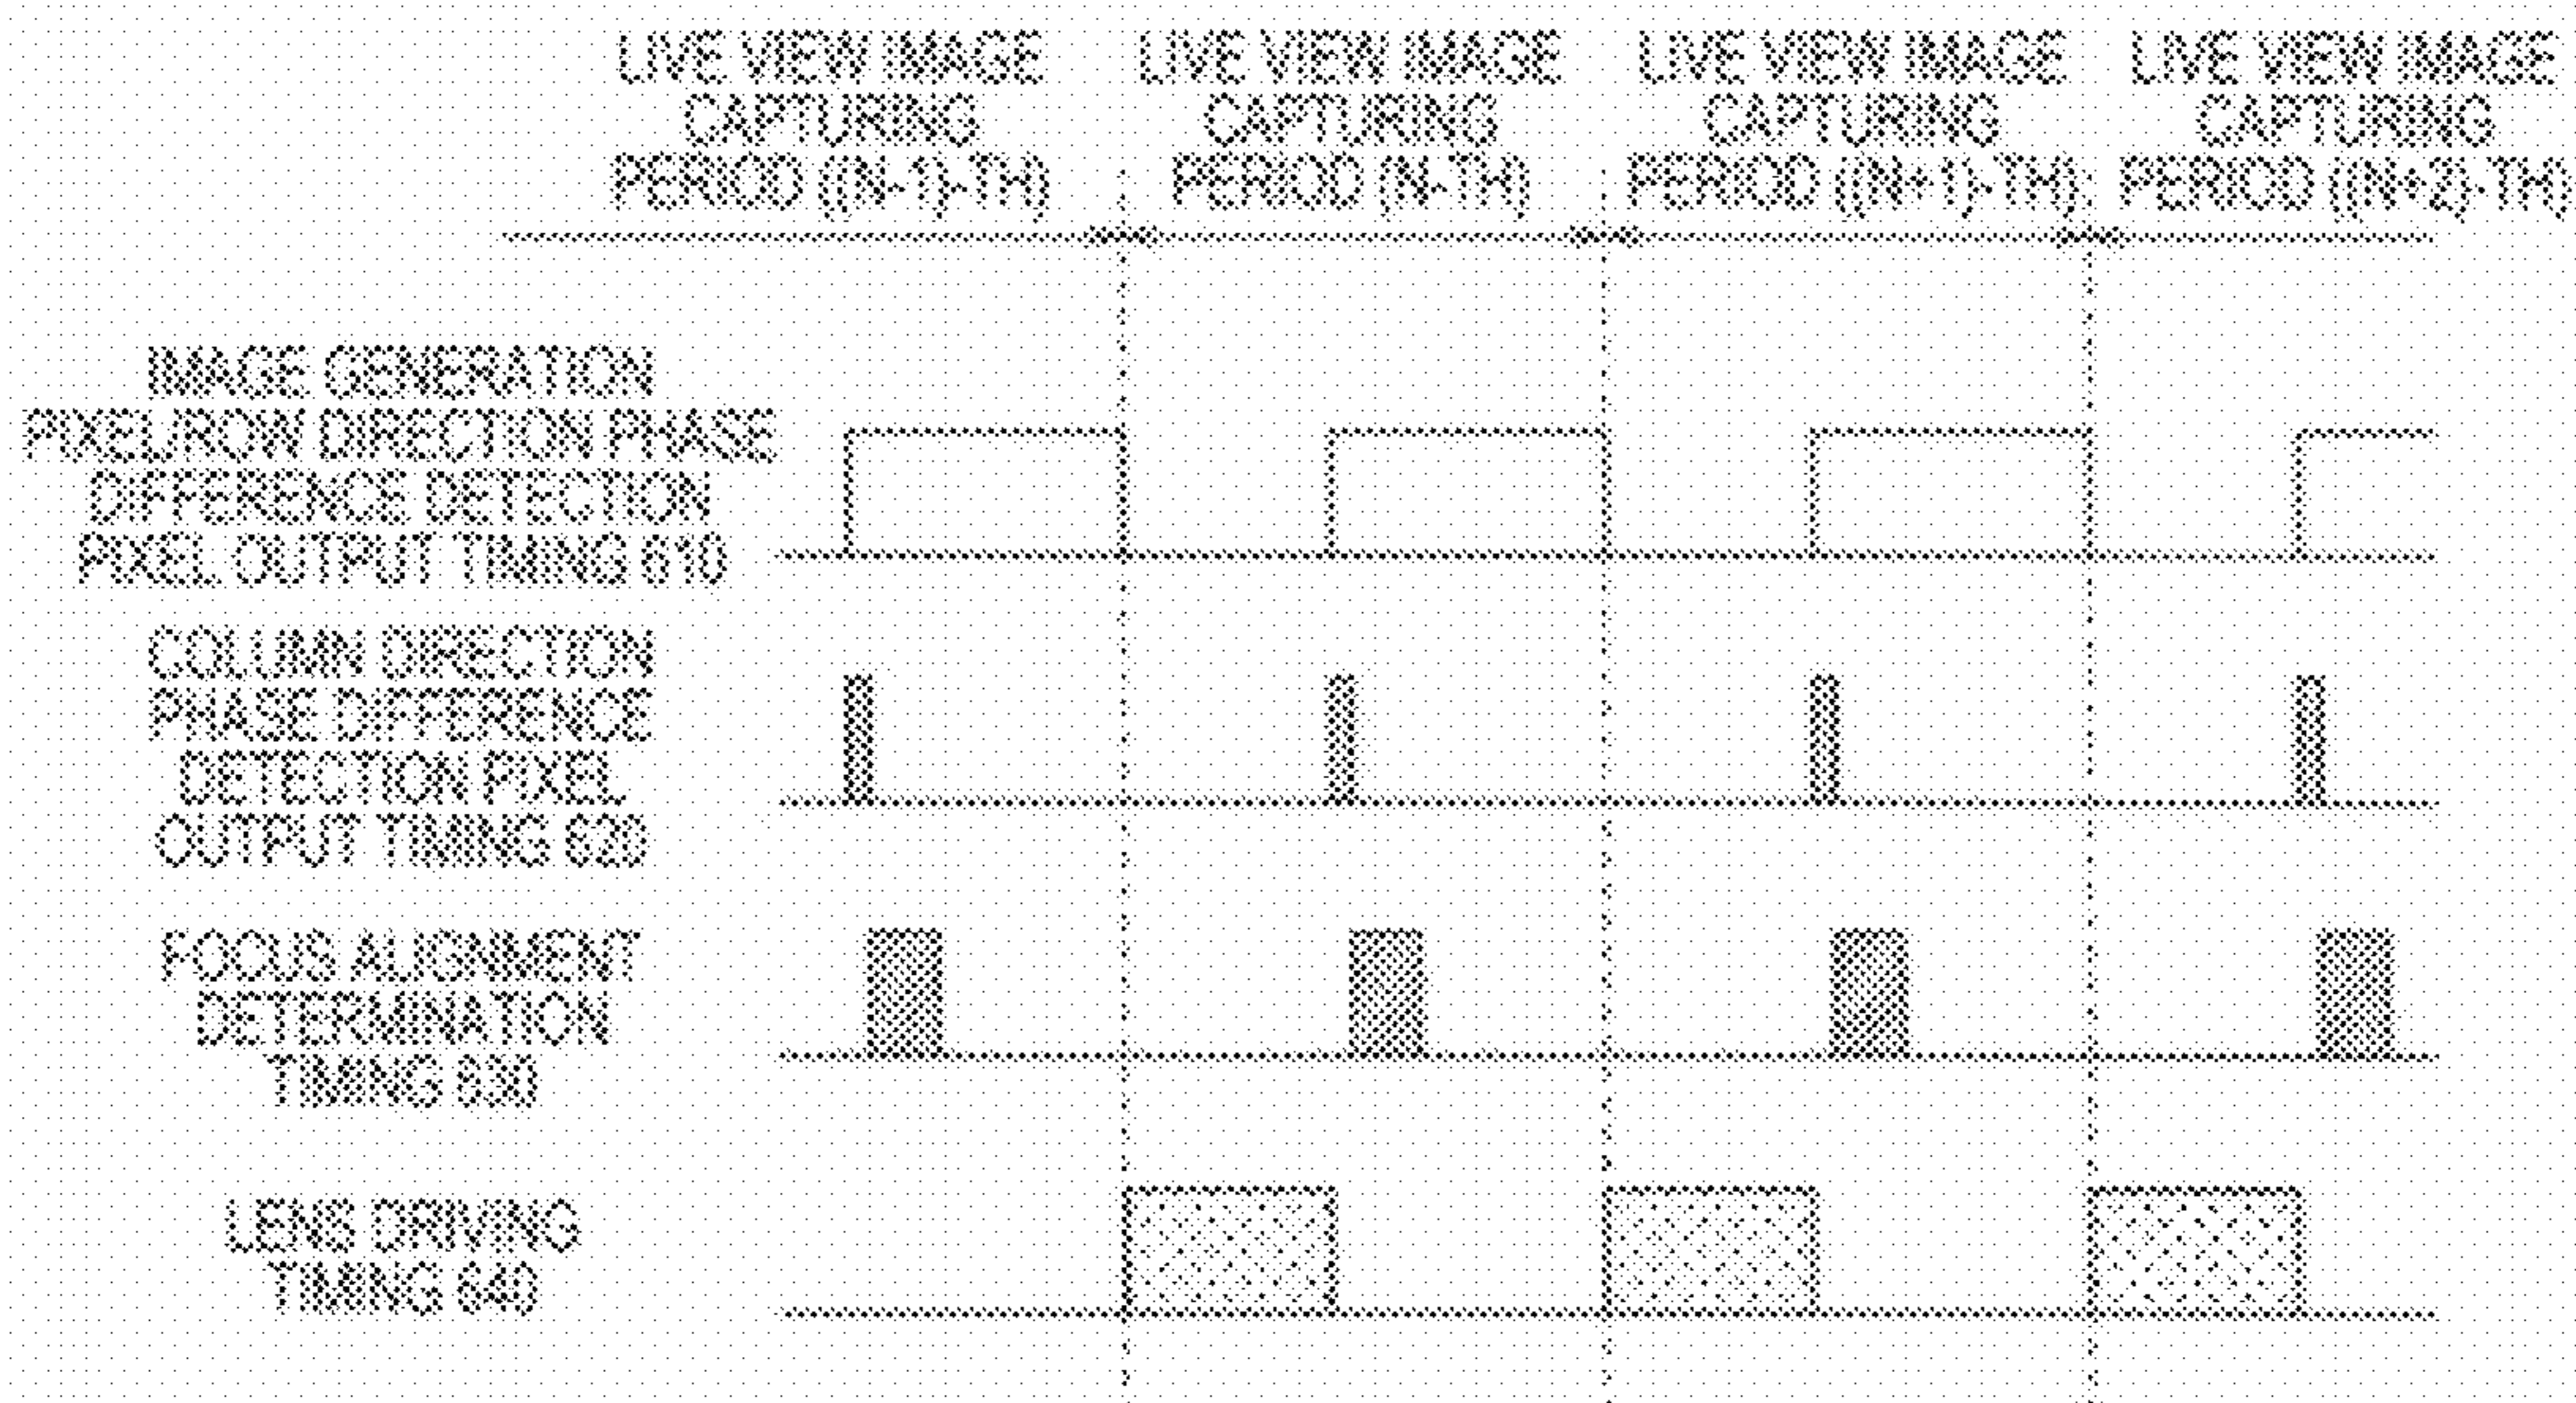 LIVE VIEW IMAGE
CAPTURING
PERIOD ((N-1)-TH)
LIVE VIEW IMAGE
CAPTURING
PERIOD (N-TH)
LIVE VIEW IMAGE
CAPTURING
PERIOD ((N+1)-TH)
LIVE VIEW IMAGE
CAPTURING
PERIOD ((N+2)-TH)
IMAGE GENERATION
PIXEL/ROW DIRECTION PHASE
DIFFERENCE DETECTION
PIXEL OUTPUT TIMING 610
COLUMN DIRECTION
PHASE DIFFERENCE
DETECTION PIXEL
OUTPUT TIMING 620
FOCUS ALIGNMENT
DETERMINATION
TIMING 630
LENS DRIVING
TIMING 640